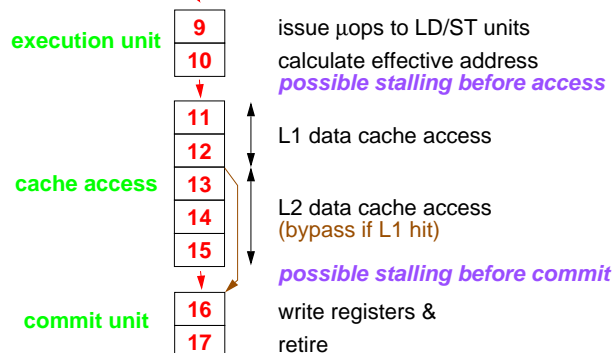 execution unit
9 issue μops to LD/ST units
10 calculate effective address
possible stalling before access
11
L1 data cache access
12
cache access
13
14 L2 data cache access
(bypass if L1 hit)
15
possible stalling before commit
16 write registers &
commit unit
17 retire